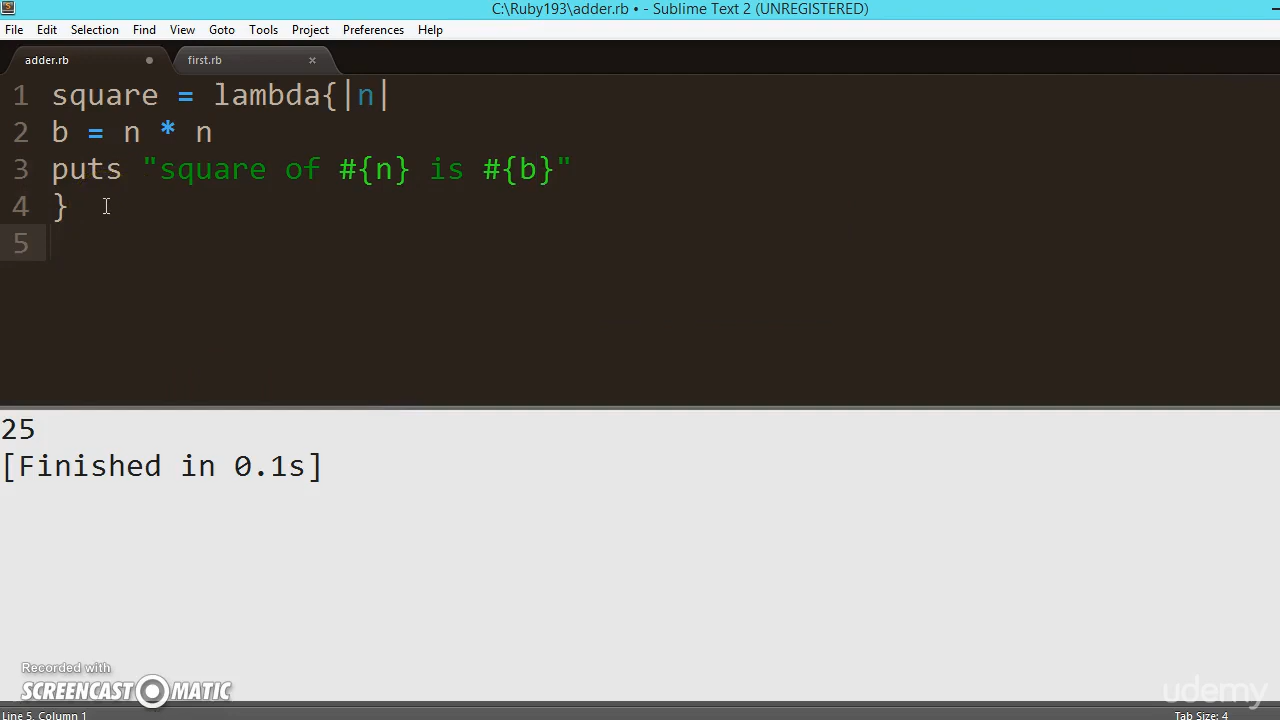 C:\Ruby193\adder.rb • - Sublime Text 2 (UNREGISTERED)
File Edit Selection Find View Goto Tools Project Preferences Help
adder.rb first.rb
1 square = lambda{|n|
2 b = n * n
3 puts "square of #{n} is #{b}"
4 }
5
25
[Finished in 0.1s]
Recorded with
SCREENCAST MATIC
udemy
Line 5, Column 1 Tab Size: 4